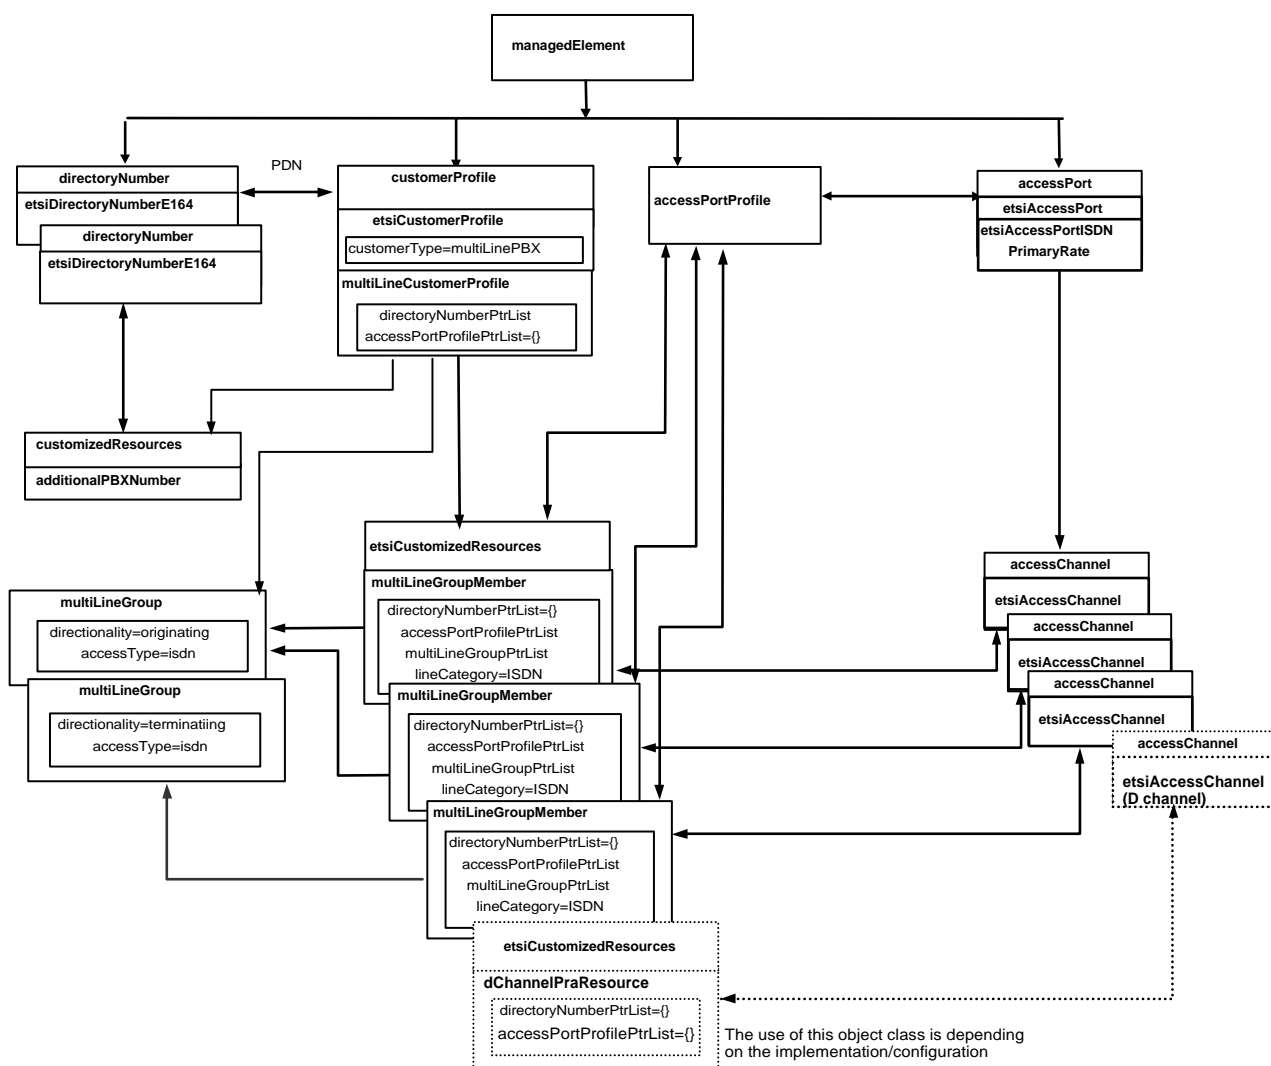 managedElement
PDN
directoryNumber
etsiDirectoryNumberE164
directoryNumber
etsiDirectoryNumberE164
customerProfile
etsiCustomerProfile
customerType=multiLinePBX
multiLineCustomerProfile
directoryNumberPtrList
accessPortProfilePtrList={}
accessPortProfile
accessPort
etsiAccessPort
etsiAccessPortISDN
PrimaryRate
customizedResources
additionalPBXNumber
etsiCustomizedResources
multiLineGroupMember
directoryNumberPtrList={}
accessPortProfilePtrList
multiLineGroupPtrList
lineCategory=ISDN
multiLineGroup
directionality=originating
accessType=isdn
multiLineGroup
directionality=terminatiing
accessType=isdn
multiLineGroupMember
directoryNumberPtrList={}
accessPortProfilePtrList
multiLineGroupPtrList
lineCategory=ISDN
multiLineGroupMember
directoryNumberPtrList={}
accessPortProfilePtrList
multiLineGroupPtrList
lineCategory=ISDN
accessChannel
etsiAccessChannel
accessChannel
etsiAccessChannel
accessChannel
etsiAccessChannel
accessChannel
etsiAccessChannel
(D channel)
etsiCustomizedResources
dChannelPraResource
directoryNumberPtrList={}
accessPortProfilePtrList={}
The use of this object class is depending
on the implementation/configuration